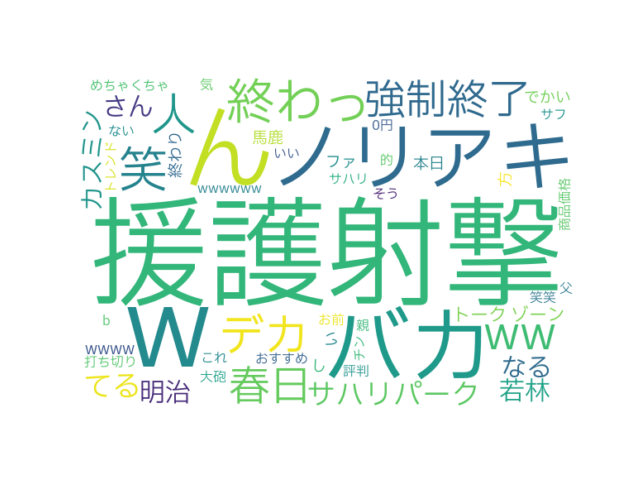 めちゃくちゃ
気
終わっ
強制終了
でかい
さん
人
ん
0円
サフ
カスミン
ない
トレンド
終わり
笑
馬鹿
いい
ノリアキ
ファ
的
本日
方
サハリ
そう
wwwwww
商品価格
援護射撃
笑笑
父
b
w
デカ
お前
い
チン
親
バカ
トーク
ゾーン
ww
wwww
打ち切り
これ
おすすめ
評判
なる
てる
明治
大砲
春日
し
サハリパーク
若林